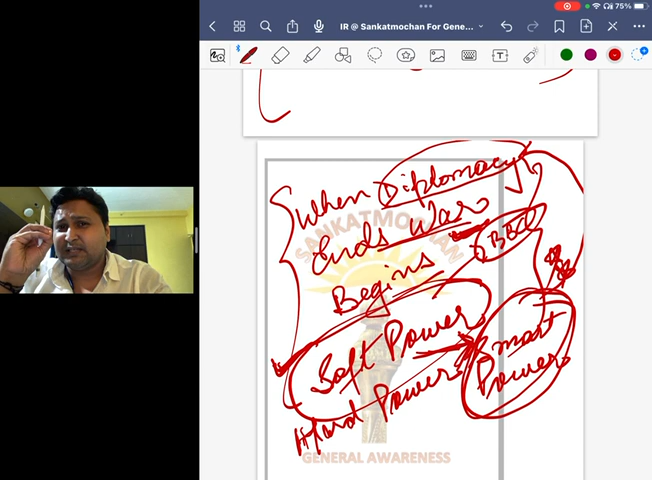 75%
IR @ Sankatmochan For Gene...
When Diplomacy
Ends War
Begins
SANKATMOCHAN
Soft Power
Smart
Power
Hard Power
GENERAL AWARENESS